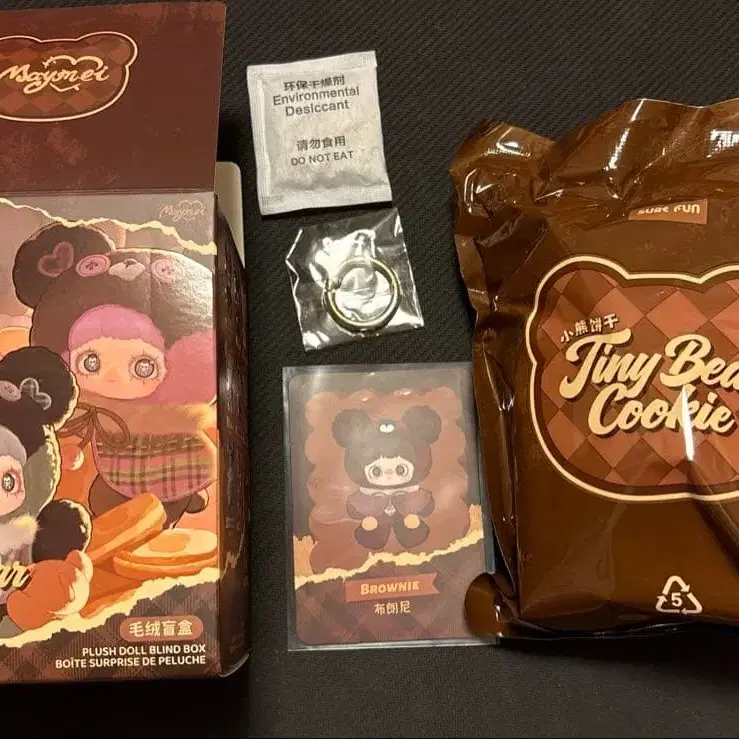 Maymei
Maymei
毛绒盲盒
PLUSH DOLL BLIND BOX
BOÎTE SURPRISE DE PELUCHE
环保干燥剂
Environmental
Desiccant
请勿食用
DO NOT EAT
BROWNIE
布朗尼
SURE FUN
小熊饼干
Tiny Bea
Cookie
5